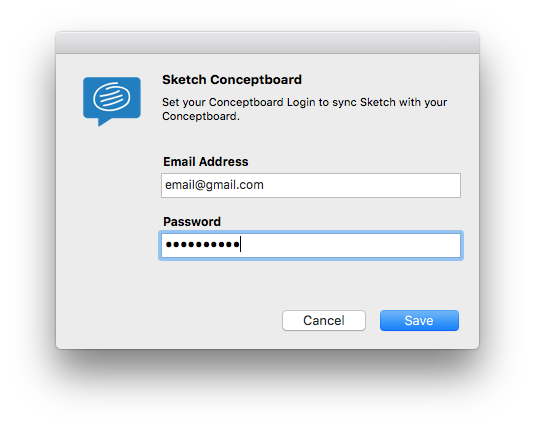 Sketch Conceptboard
Set your Conceptboard Login to sync Sketch with your
Conceptboard.
Email Address
email@gmail.com
Password
●●●●●●●●●●
Cancel
Save